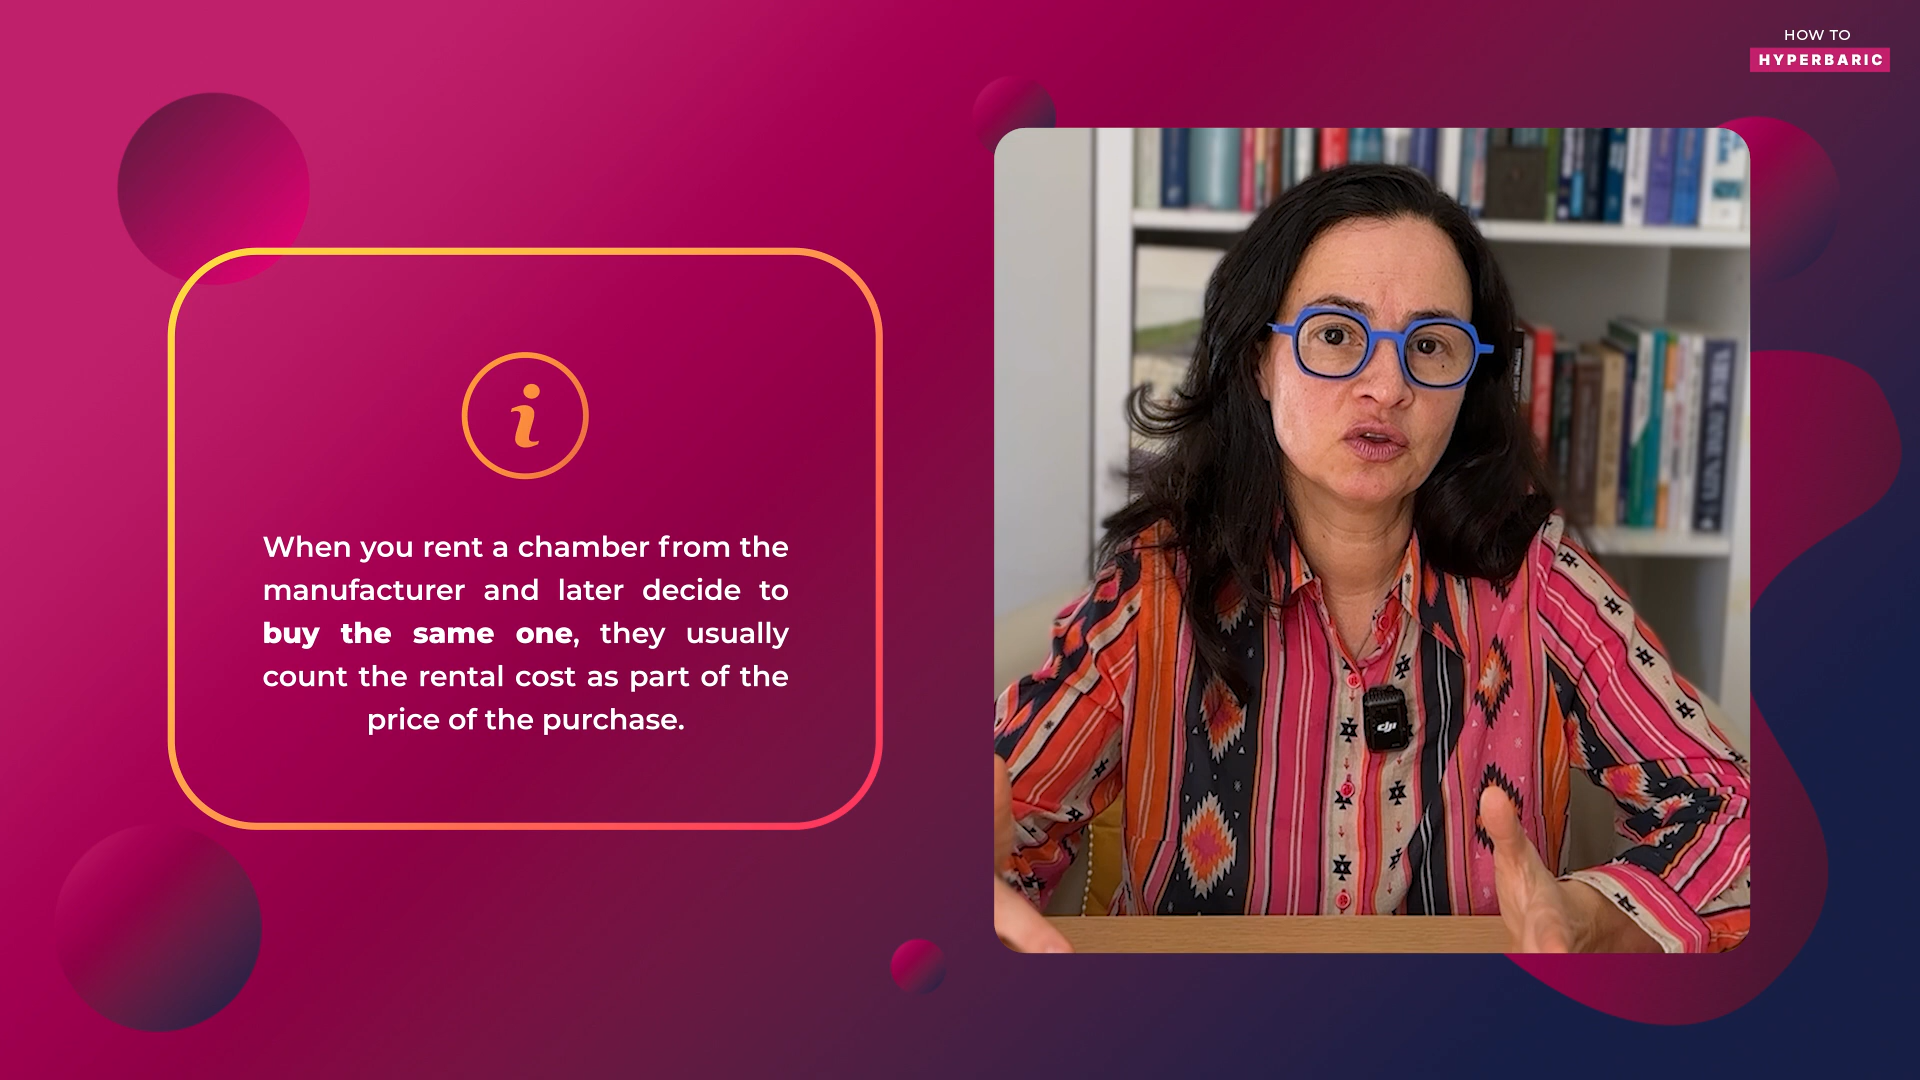 HOW TO
HYPERBARIC
When you rent a chamber from the
manufacturer and later decide to
buy the same one, they usually
count the rental cost as part of the
price of the purchase.
dji